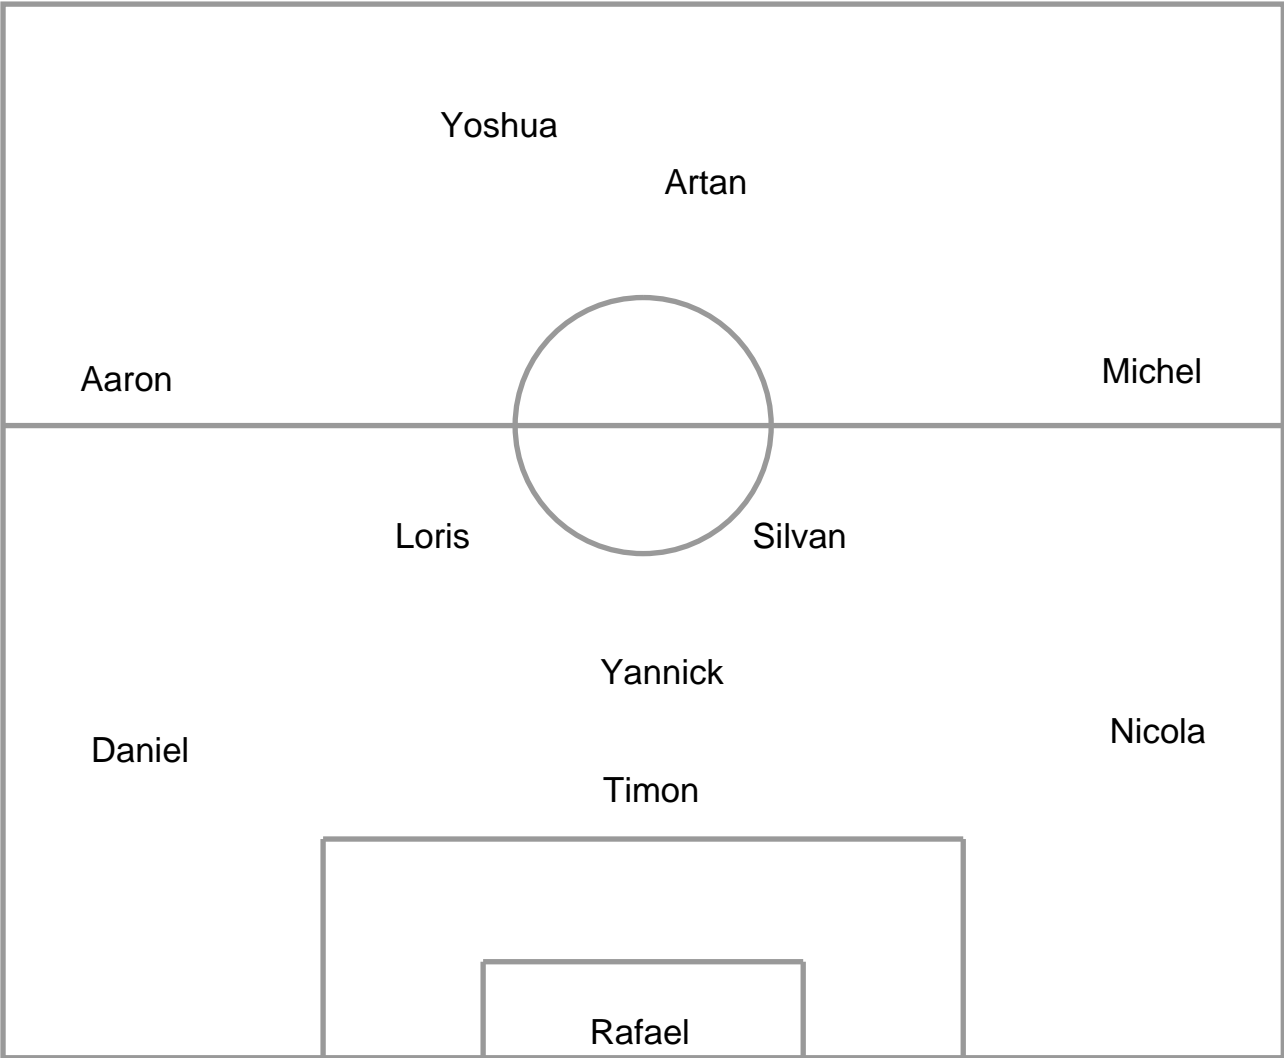 Yoshua
Artan
Aaron
Michel
Loris
Silvan
Yannick
Daniel
Nicola
Timon
Rafael